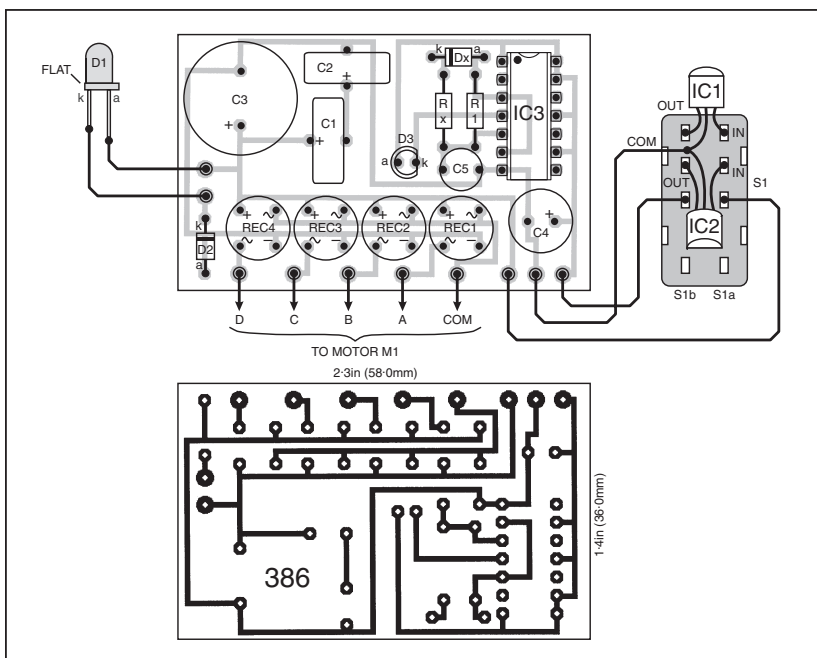 D1
FLAT
k
a
C3
+
C2
+
C1
+
k
Dx
a
R
x
R
1
IC3
D3
a
k
C5
+
C4
k
D2
a
+
~
REC4
~
–
+
~
REC3
~
–
+
~
REC2
~
–
+
~
REC1
~
–
IC1
OUT
IN
COM
OUT
IN
S1
IC2
S1b
S1a
D
C
B
A
COM
TO MOTOR M1
2·3in (58·0mm)
386
1·4in (36·0mm)